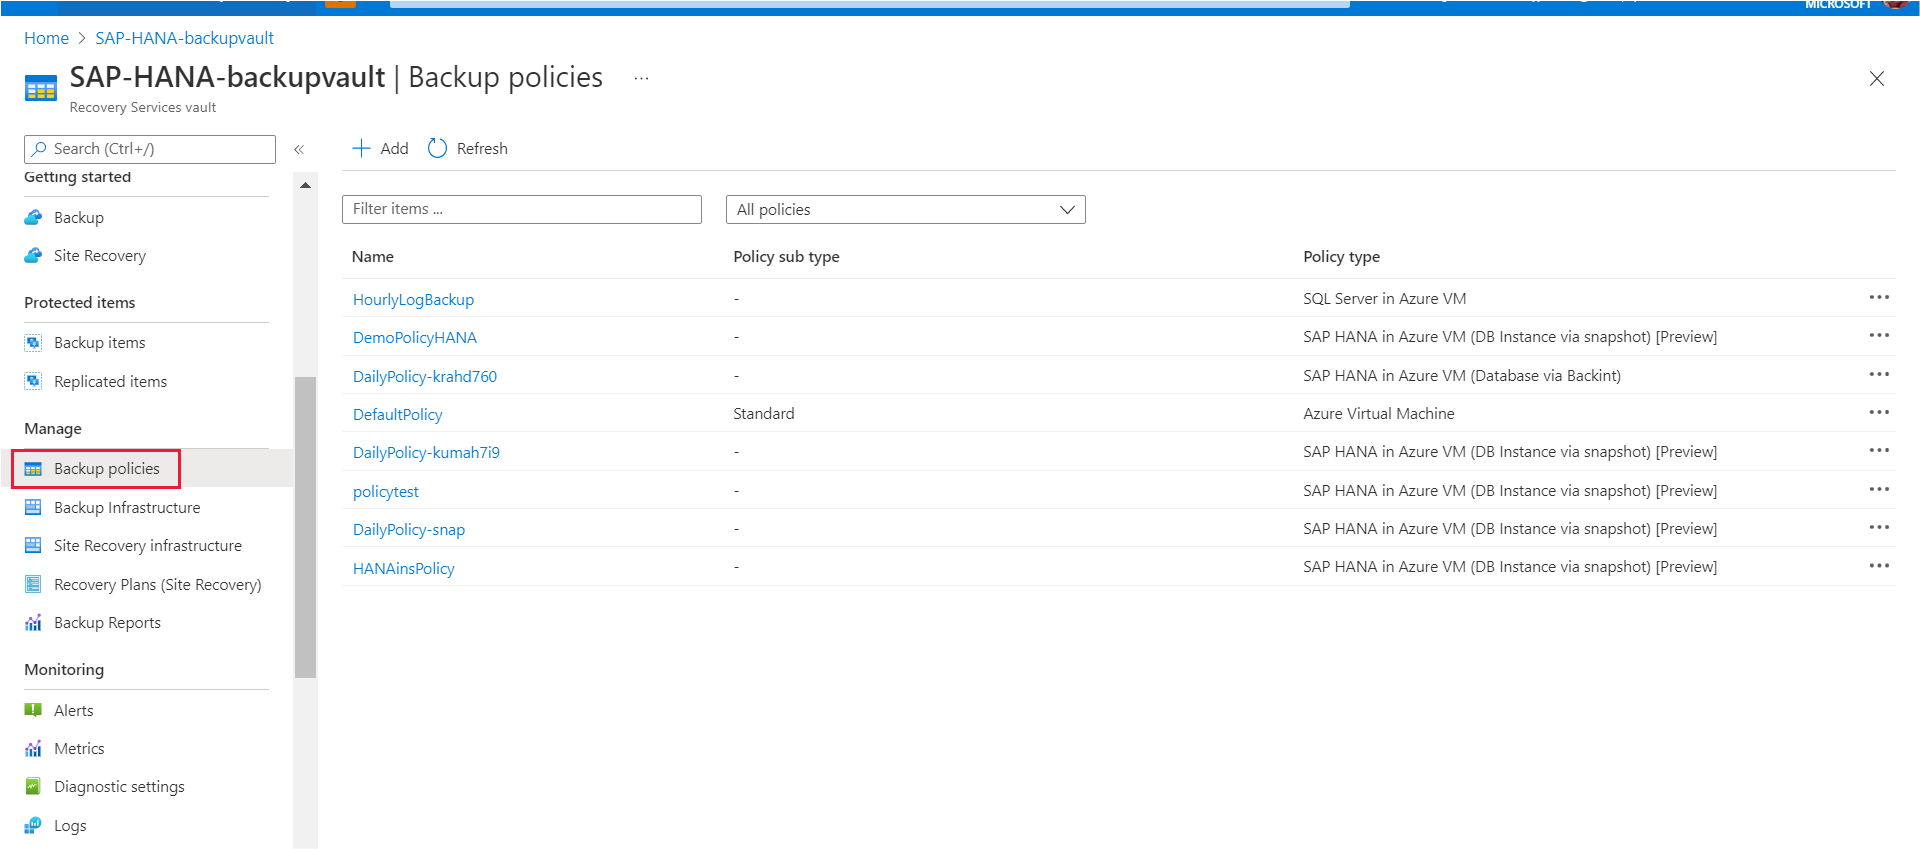 MICROSOFT
Home > SAP-HANA-backupvault
SAP-HANA-backupvault | Backup policies ...
Recovery Services vault
Search (Ctrl+/)
«
Getting started
Backup
Site Recovery
Protected items
Backup items
Replicated items
Manage
Backup policies
Backup Infrastructure
Site Recovery infrastructure
Recovery Plans (Site Recovery)
Backup Reports
Monitoring
Alerts
Metrics
Diagnostic settings
Logs
Add Refresh
Filter items ... All policies
Name Policy sub type Policy type
HourlyLogBackup - SQL Server in Azure VM
DemoPolicyHANA - SAP HANA in Azure VM (DB Instance via snapshot) [Preview]
DailyPolicy-krahd760 - SAP HANA in Azure VM (Database via Backint)
DefaultPolicy Standard Azure Virtual Machine
DailyPolicy-kumah7i9 - SAP HANA in Azure VM (DB Instance via snapshot) [Preview]
policytest - SAP HANA in Azure VM (DB Instance via snapshot) [Preview]
DailyPolicy-snap - SAP HANA in Azure VM (DB Instance via snapshot) [Preview]
HANAinsPolicy - SAP HANA in Azure VM (DB Instance via snapshot) [Preview]